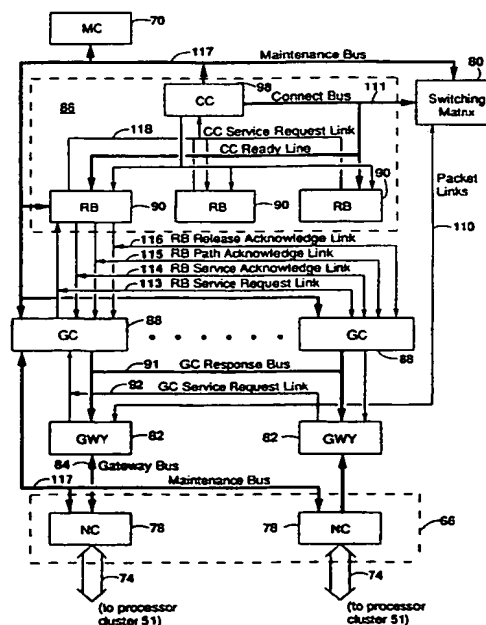 MC
70
117
Maintenance Bus
80
98
CC
Connect Bus
111
Switching
Matrix
86
118
CC Service Request Link
CC Ready Line
Packet
Links
110
RB
90
RB
90
RB
90
116 RB Release Acknowledge Link
115 RB Path Acknowledge Link
114 RB Service Acknowledge Link
113 RB Service Request Link
GC
88
GC
88
91
GC Response Bus
92
GC Service Request Link
GWY
82
82
GWY
84
Gateway Bus
117
Maintenance Bus
NC
78
78
NC
66
74
74
(to processor
cluster 51)
(to processor
cluster 51)